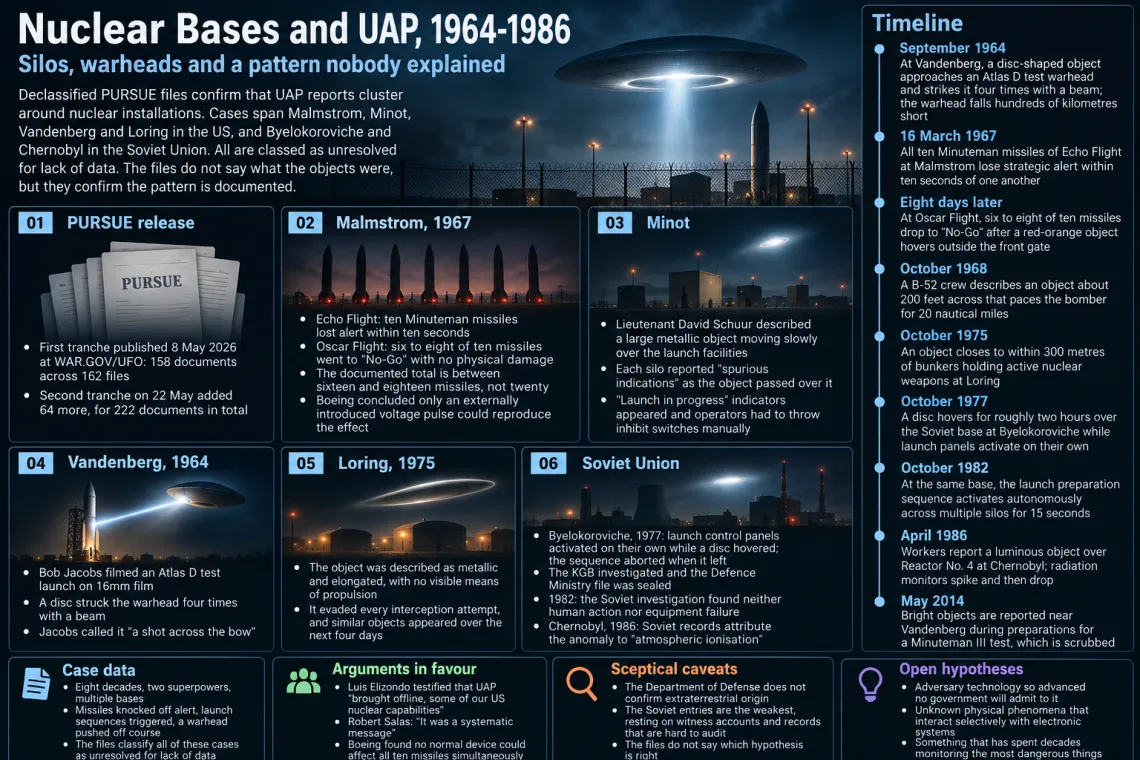 Nuclear Bases and UAP, 1964-1986
Silos, warheads and a pattern nobody explained
Declassified PURSUE files confirm that UAP reports cluster
around nuclear installations. Cases span Malmstrom, Minot,
Vandenberg and Loring in the US, and Byelokoroviche and
Chernobyl in the Soviet Union. All are classed as unresolved
for lack of data. The files do not say what the objects were,
but they confirm the pattern is documented.
01 PURSUE release
PURSUE
• First tranche published 8 May 2026
at WAR.GOV/UFO: 158 documents
across 162 files
• Second tranche on 22 May added
64 more, for 222 documents in total
02 Malmstrom, 1967
• Echo Flight: ten Minuteman missiles
lost alert within ten seconds
• Oscar Flight: six to eight of ten missiles
went to "No-Go" with no physical damage
• The documented total is between
sixteen and eighteen missiles, not twenty
• Boeing concluded only an externally
introduced voltage pulse could reproduce
the effect
03 Minot
• Lieutenant David Schuur described
a large metallic object moving slowly
over the launch facilities
• Each silo reported "spurious
indications" as the object passed over it
• "Launch in progress" indicators
appeared and operators had to throw
inhibit switches manually
04 Vandenberg, 1964
• Bob Jacobs filmed an Atlas D test
launch on 16mm film
• A disc struck the warhead four times
with a beam
• Jacobs called it "a shot across the bow"
05 Loring, 1975
• The object was described as metallic
and elongated, with no visible means
of propulsion
• It evaded every interception attempt,
and similar objects appeared over the
next four days
06 Soviet Union
• Byelokoroviche, 1977: launch control panels
activated on their own while a disc hovered;
the sequence aborted when it left
• The KGB investigated and the Defence
Ministry file was sealed
• 1982: the Soviet investigation found neither
human action nor equipment failure
• Chernobyl, 1986: Soviet records attribute
the anomaly to "atmospheric ionisation"
Timeline
September 1964
At Vandenberg, a disc-shaped object
approaches an Atlas D test warhead
and strikes it four times with a beam;
the warhead falls hundreds of kilometres
short
16 March 1967
All ten Minuteman missiles of Echo Flight
at Malmstrom lose strategic alert within
ten seconds of one another
Eight days later
At Oscar Flight, six to eight of ten missiles
drop to "No-Go" after a red-orange object
hovers outside the front gate
October 1968
A B-52 crew describes an object about
200 feet across that paces the bomber
for 20 nautical miles
October 1975
An object closes to within 300 metres
of bunkers holding active nuclear
weapons at Loring
October 1977
A disc hovers for roughly two hours over
the Soviet base at Byelokoroviche while
launch panels activate on their own
October 1982
At the same base, the launch preparation
sequence activates autonomously
across multiple silos for 15 seconds
April 1986
Workers report a luminous object over
Reactor No. 4 at Chernobyl; radiation
monitors spike and then drop
May 2014
Bright objects are reported near
Vandenberg during preparations for
a Minuteman III test, which is scrubbed
Case data
• Eight decades, two superpowers,
multiple bases
• Missiles knocked off alert, launch
sequences triggered, a warhead
pushed off course
• The files classify all of these cases
as unresolved for lack of data
Arguments in favour
• Luis Elizondo testified that UAP
"brought offline, some of our US
nuclear capabilities"
• Robert Salas: "It was a systematic
message"
• Boeing found no normal device could
affect all ten missiles simultaneously
Sceptical caveats
• The Department of Defense does not
confirm extraterrestrial origin
• The Soviet entries are the weakest,
resting on witness accounts and records
that are hard to audit
• The files do not say which hypothesis
is right
Open hypotheses
• Adversary technology so advanced
no government will admit to it
• Unknown physical phenomena that
interact selectively with electronic
systems
• Something that has spent decades
monitoring the most dangerous things